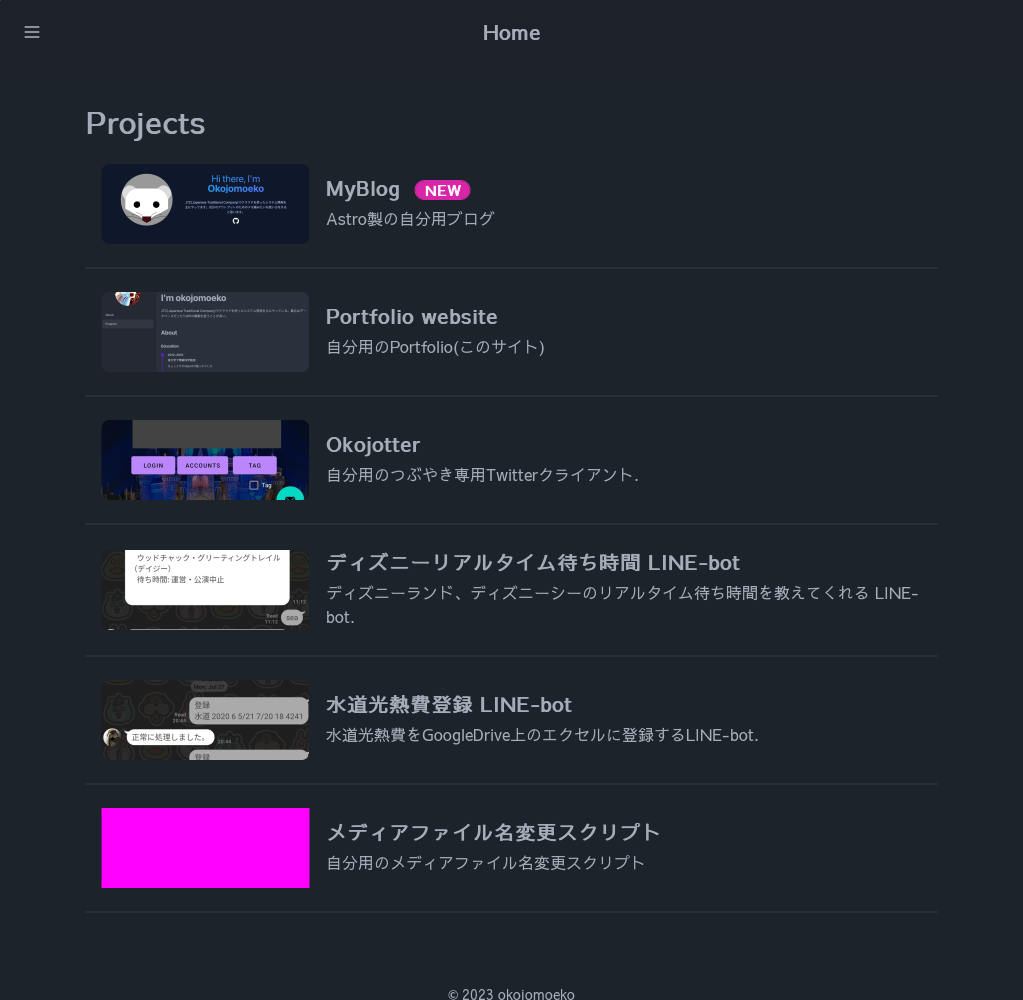 Home
Projects
Hi there, I'm
Okojomoeko
MyBlog NEW
Astro製の自分用ブログ
I'm okojomoeko
About
Projects
About
Education
Portfolio website
自分用のPortfolio(このサイト)
LOGIN ACCOUNTS TAG
Tag
Okojotter
自分用のつぶやき専用Twitterクライアント.
ウッドチャック・グリーティングトレイル
(デイジー)
待ち時間: 運営・公演中止
11:12
Read
11:12
ディズニーリアルタイム待ち時間 LINE-bot
ディズニーランド、ディズニーシーのリアルタイム待ち時間を教えてくれる LINE-
bot.
登録
水道 2020 6 5/21 7/20 18 4241
Read
20:44
正常に処理しました。
20:44
登録
水道光熱費登録 LINE-bot
水道光熱費をGoogleDrive上のエクセルに登録するLINE-bot.
メディアファイル名変更スクリプト
自分用のメディアファイル名変更スクリプト
© 2023 okojomoeko